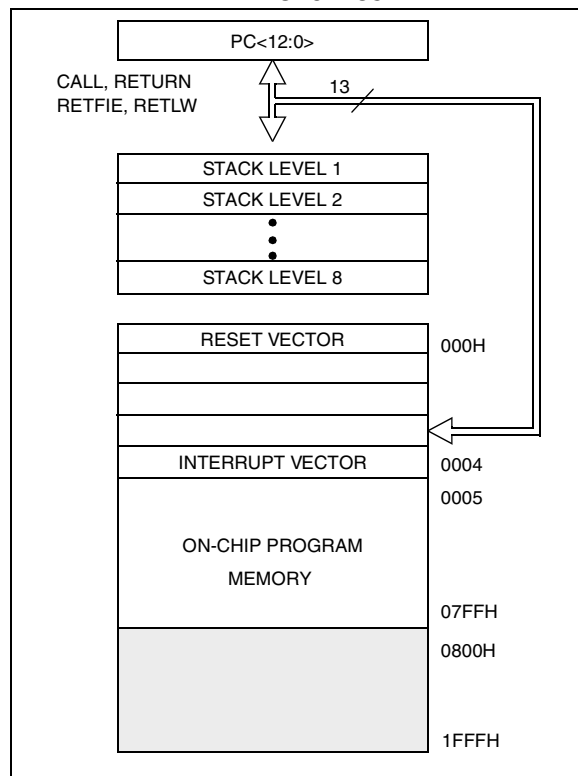 PC<12:0>
CALL, RETURN
RETFIE, RETLW
13
STACK LEVEL 1
STACK LEVEL 2
STACK LEVEL 8
RESET VECTOR
000H
INTERRUPT VECTOR
0004
0005
ON-CHIP PROGRAM
MEMORY
07FFH
0800H
1FFFH